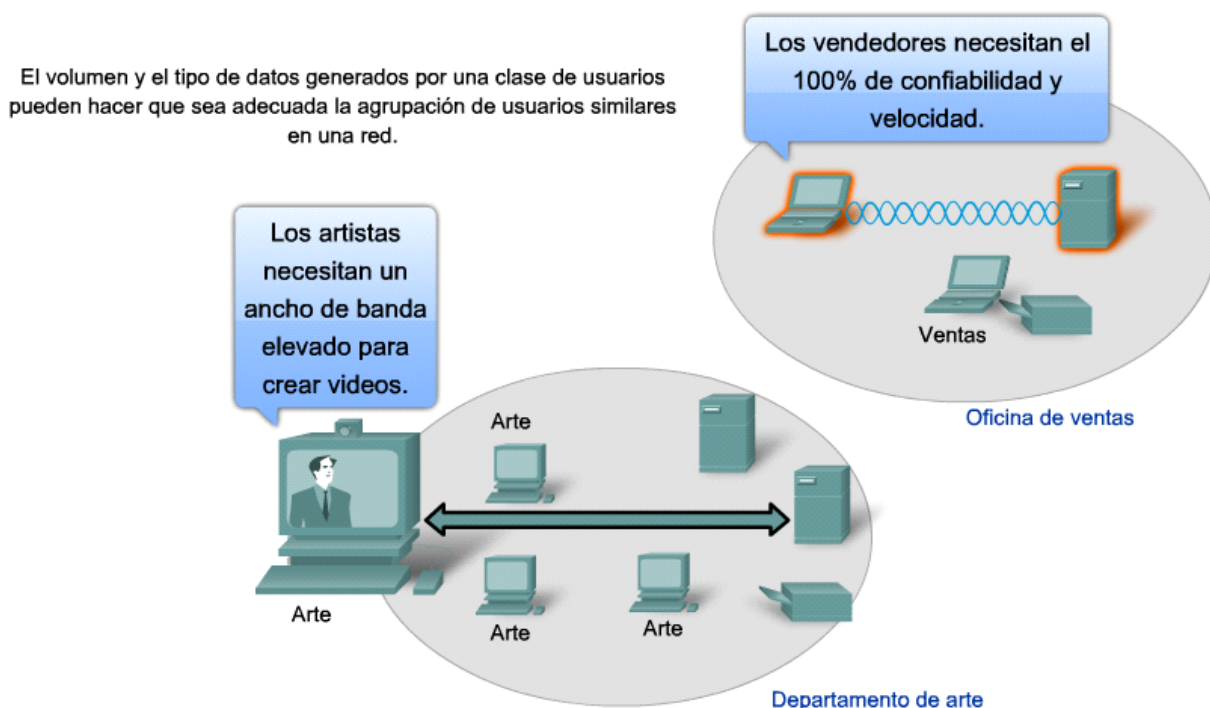 El volumen y el tipo de datos generados por una clase de usuarios
pueden hacer que sea adecuada la agrupación de usuarios similares
en una red.
Los vendedores necesitan el
100% de confiabilidad y
velocidad.
Ventas
Oficina de ventas
Los artistas
necesitan un
ancho de banda
elevado para
crear videos.
Arte
Arte
Arte
Arte
Departamento de arte